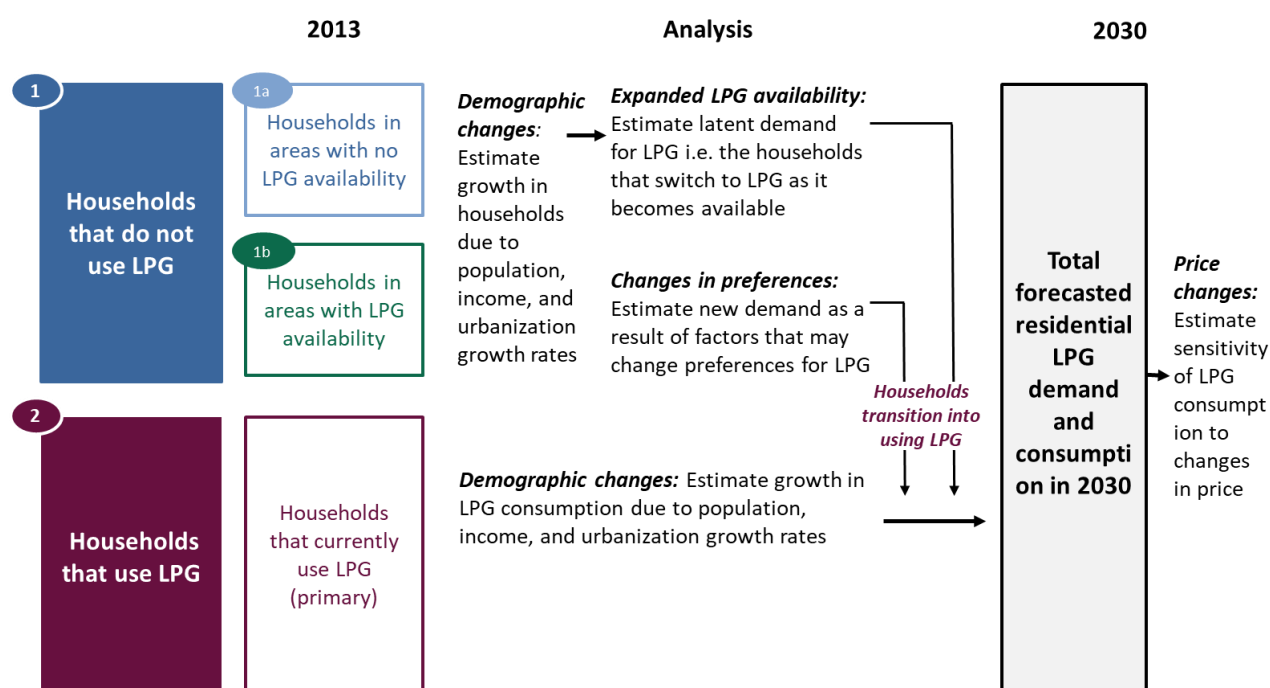 2013
Analysis
2030
1
Households
that do not
use LPG
1a
Households in
areas with no
LPG availability
1b
Households in
areas with LPG
availability
Demographic
changes:
Estimate
growth in
households
due to
population,
income, and
urbanization
growth rates
Expanded LPG availability:
Estimate latent demand
for LPG i.e. the households
that switch to LPG as it
becomes available
Changes in preferences:
Estimate new demand as a
result of factors that may
change preferences for LPG
Households
transition into
using LPG
2
Households
that use LPG
Households
that currently
use LPG
(primary)
Demographic changes: Estimate growth in
LPG consumption due to population,
income, and urbanization growth rates
Total
forecasted
residential
LPG
demand
and
consumpti
on in 2030
Price
changes:
Estimate
sensitivity
of LPG
consumpt
ion to
changes
in price